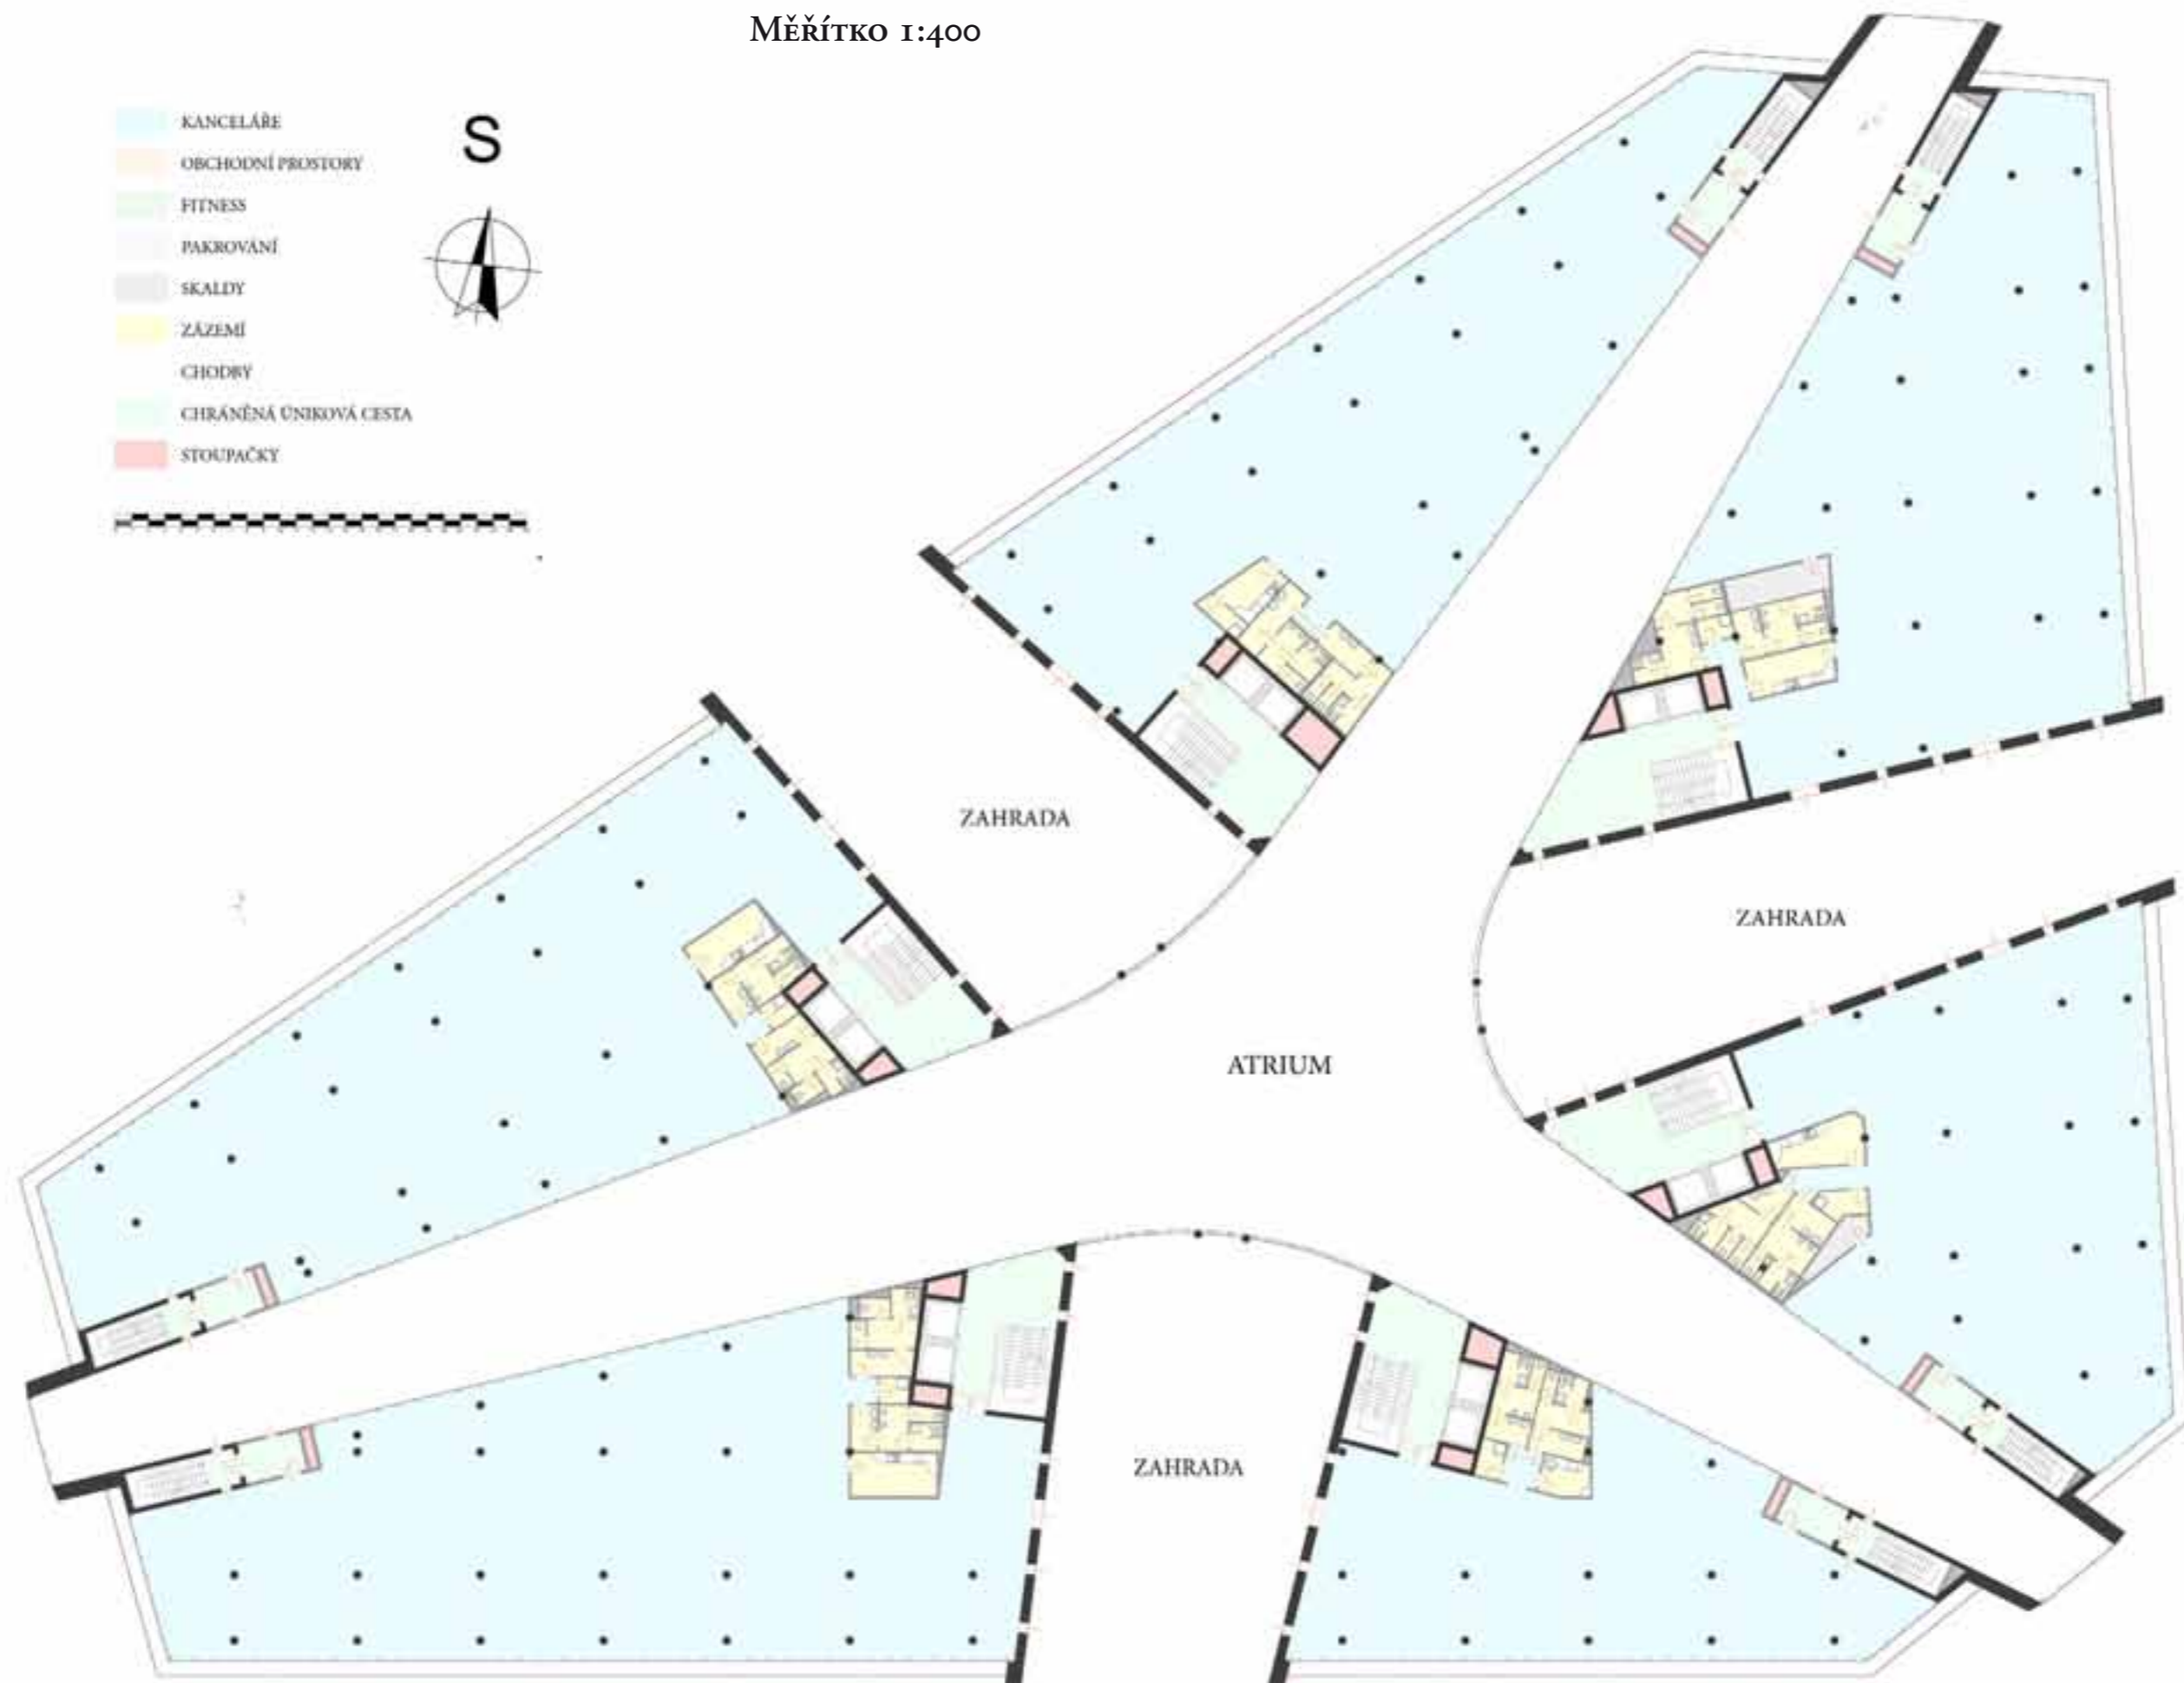 Měřítko 1:400
S
KANCELÁŘE
OBCHODNÍ PROSTORY
FITNESS
PAKROVÁNÍ
SKALDY
ZÁZEMÍ
CHODBY
CHRÁNĚNÁ ÚNIKOVÁ CESTA
STOUPAČKY
ZAHRADA
ZAHRADA
ATRIUM
ZAHRADA